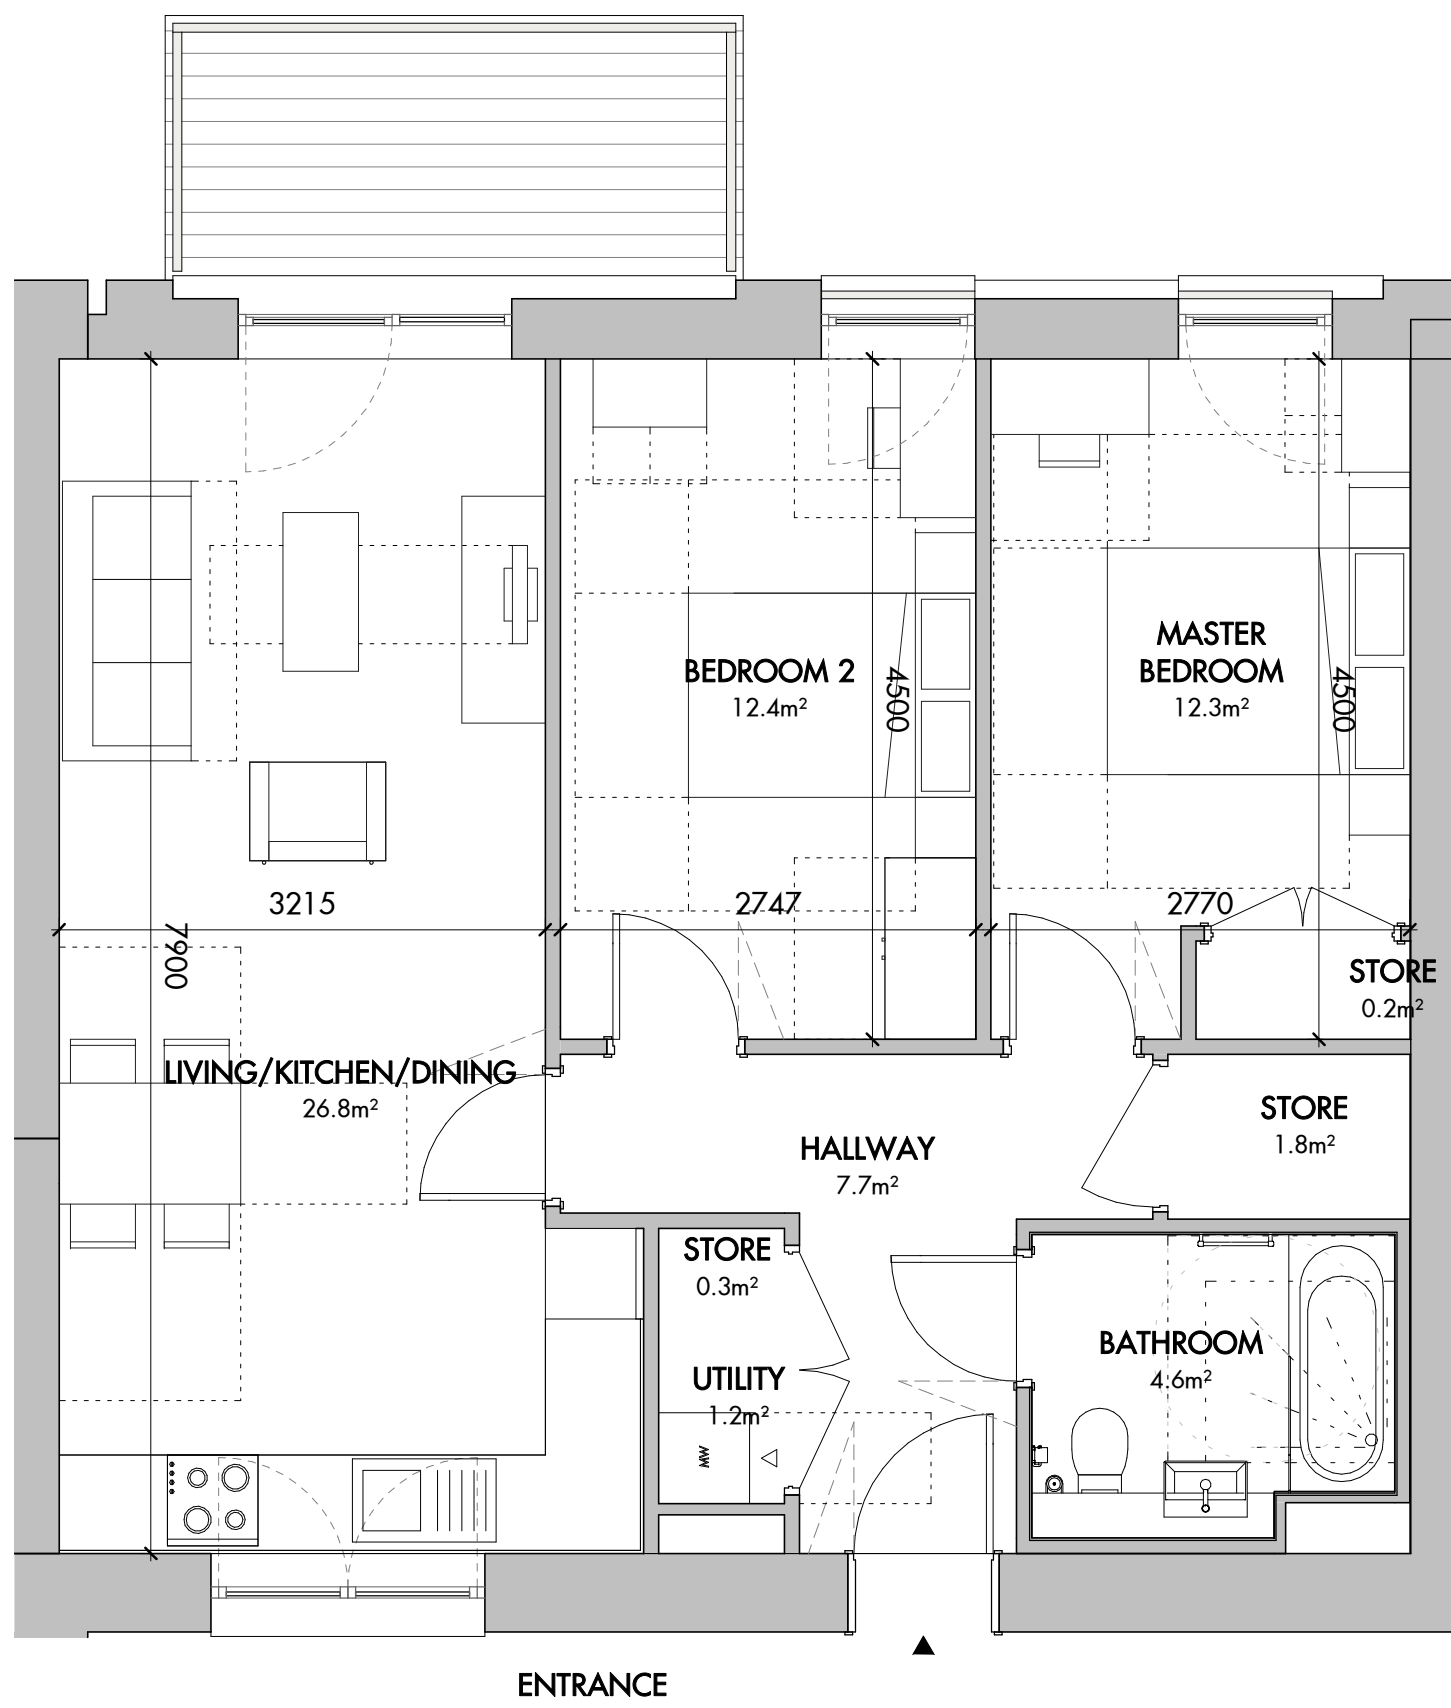 MASTER
BEDROOM
12.3m²
BEDROOM 2
12.4m²
4500
4500
3215
2747
2770
7900
STORE
0.2m²
LIVING/KITCHEN/DINING
26.8m²
STORE
1.8m²
HALLWAY
7.7m²
STORE
0.3m²
BATHROOM
4.6m²
UTILITY
1.2m²
WM
ENTRANCE